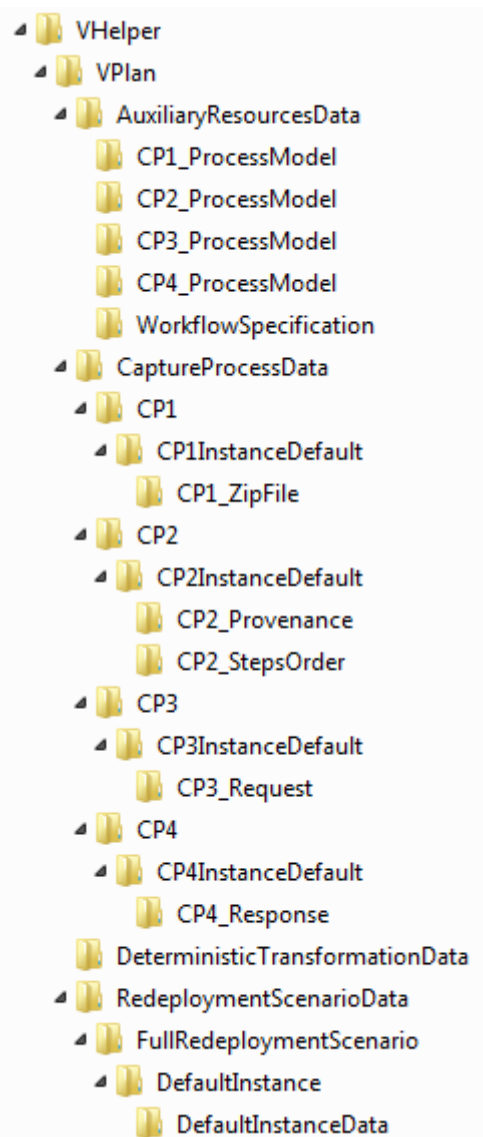 VHelper
VPlan
AuxiliaryResourcesData
CP1_ProcessModel
CP2_ProcessModel
CP3_ProcessModel
CP4_ProcessModel
WorkflowSpecification
CaptureProcessData
CP1
CP1InstanceDefault
CP1_ZipFile
CP2
CP2InstanceDefault
CP2_Provenance
CP2_StepsOrder
CP3
CP3InstanceDefault
CP3_Request
CP4
CP4InstanceDefault
CP4_Response
DeterministicTransformationData
RedeploymentScenarioData
FullRedeploymentScenario
DefaultInstance
DefaultInstanceData